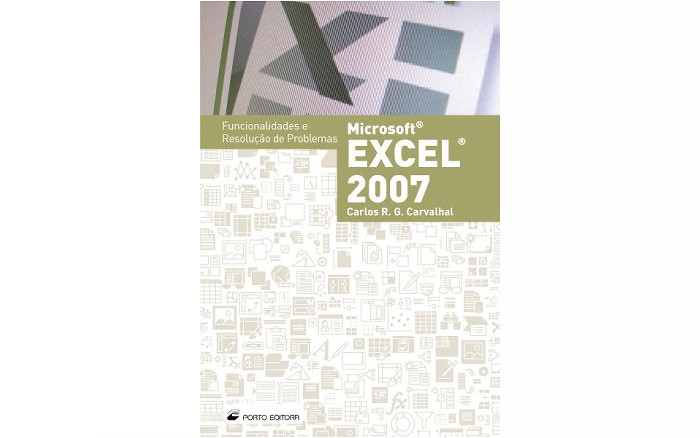 Funcionalidades e
Resolução de Problemas
Microsoft®
EXCEL®
2007
Carlos R. G. Carvalhal
PORTO EDITORA